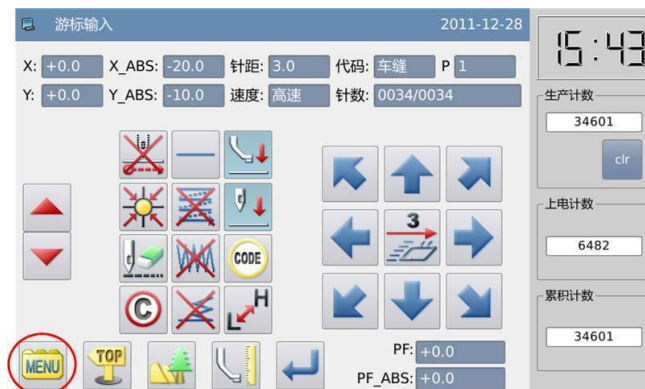 游标输入 2011-12-28
15:43
X: +0.0 X_ABS: -20.0 针距: 3.0 代码: 车缝 P 1
Y: +0.0 Y_ABS: -10.0 速度: 高速 针数: 0034/0034
生产计数
34601
clr
上电计数
6482
累积计数
34601
3
CODE
C
L H
MENU TOP
PF: +0.0
PF_ABS: +0.0